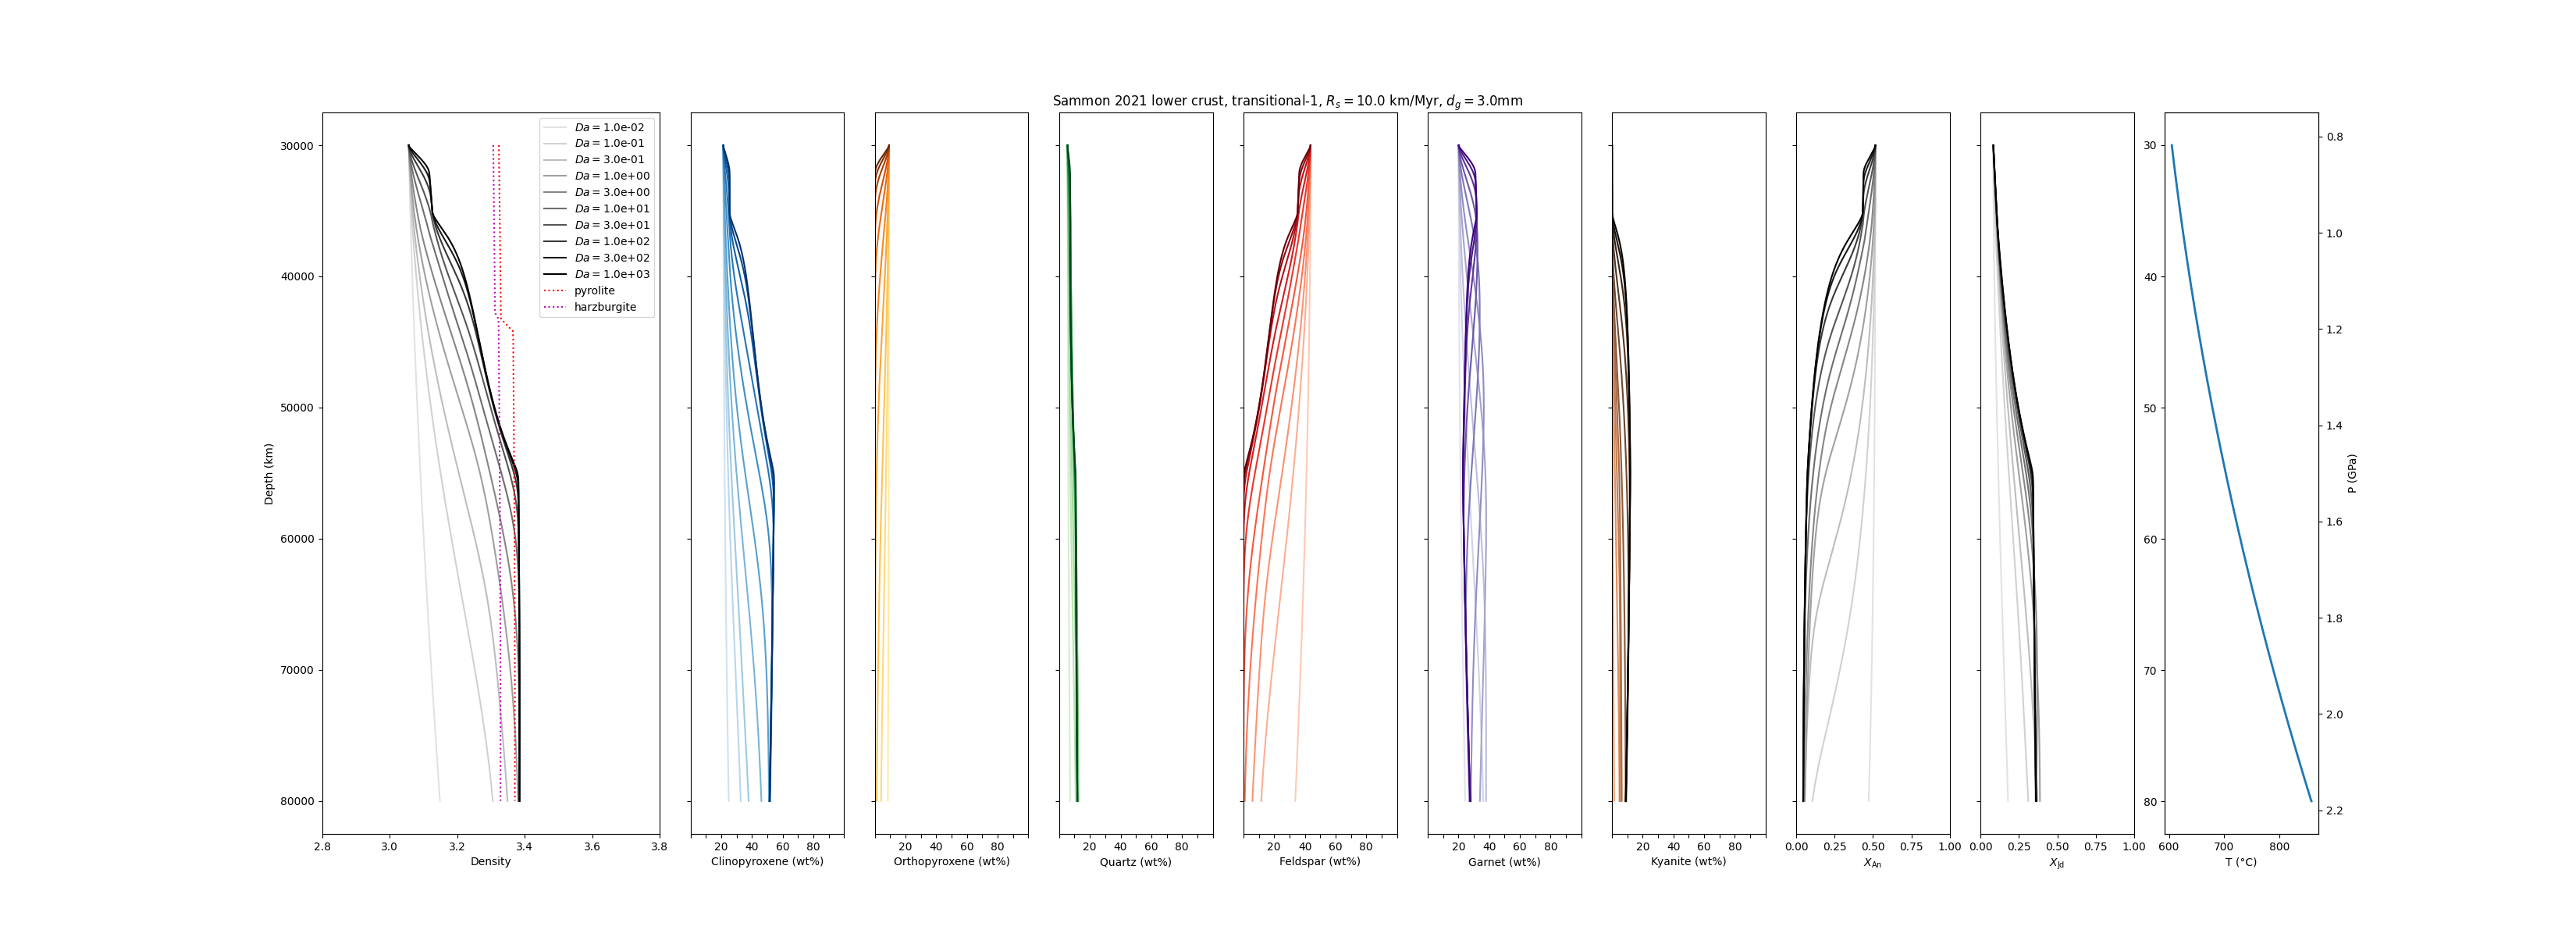 Sammon 2021 lower crust, transitional-1, Rs = 10.0 km/Myr, dg = 3.0mm
Da = 1.0e-02
Da = 1.0e-01
Da = 3.0e-01
Da = 1.0e+00
Da = 3.0e+00
Da = 1.0e+01
Da = 3.0e+01
Da = 1.0e+02
Da = 3.0e+02
Da = 1.0e+03
pyrolite
harzburgite
Depth (km)
30000
40000
50000
60000
70000
80000
2.8 3.0 3.2 3.4 3.6 3.8
Density
20 40 60 80
Clinopyroxene (wt%)
20 40 60 80
Orthopyroxene (wt%)
20 40 60 80
Quartz (wt%)
20 40 60 80
Feldspar (wt%)
20 40 60 80
Garnet (wt%)
20 40 60 80
Kyanite (wt%)
0.00 0.25 0.50 0.75 1.00
XAn
0.00 0.25 0.50 0.75 1.00
XJd
30
40
50
60
70
80
600 700 800
T (°C)
0.8
1.0
1.2
1.4
1.6
1.8
2.0
2.2
P (GPa)